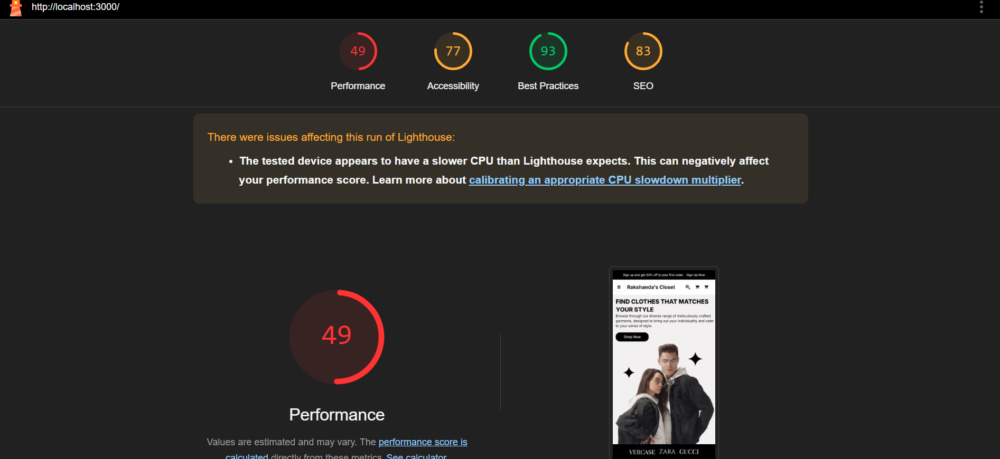 http://localhost:3000/
49
77
93
83
Performance
Accessibility
Best Practices
SEO
There were issues affecting this run of Lighthouse:
• The tested device appears to have a slower CPU than Lighthouse expects. This can negatively affect
your performance score. Learn more about calibrating an appropriate CPU slowdown multiplier.
49
Performance
Values are estimated and may vary. The performance score is
calculated directly from these metrics. See calculator.
Sign up and get 20% off to your first order. Sign Up Now
Rakshanda's Closet
FIND CLOTHES THAT MATCHES
YOUR STYLE
Browse through our diverse range of meticulously crafted
garments, designed to bring out your individuality and cater
to your sense of style.
Shop Now
VERCASE ZARA GUCCI